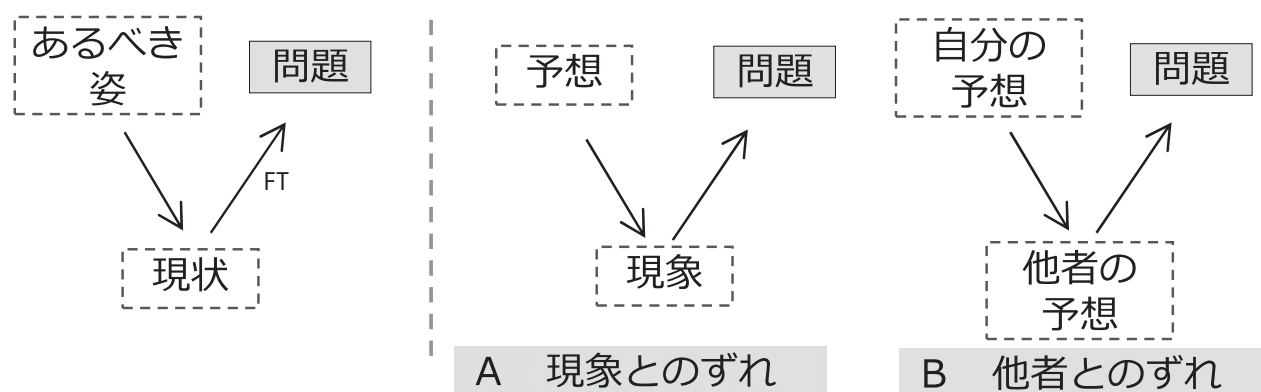 あるべき
姿
問題
FT
現状
予想
問題
現象
A 現象とのずれ
自分の
予想
問題
他者の
予想
B 他者とのずれ